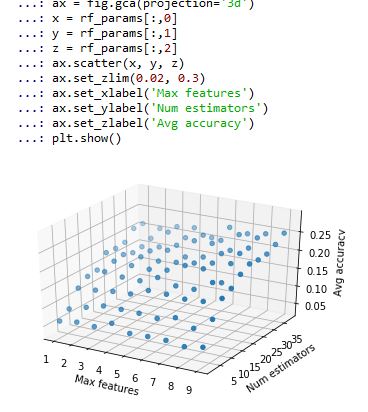 ...: ax = fig.gca(projection='3d')
...: x = rf_params[:,0]
...: y = rf_params[:,1]
...: z = rf_params[:,2]
...: ax.scatter(x, y, z)
...: ax.set_zlim(0.02, 0.3)
...: ax.set_xlabel('Max features')
...: ax.set_ylabel('Num estimators')
...: ax.set_zlabel('Avg accuracy')
...: plt.show()
0.25
0.20
0.15
0.10
0.05
Avg accuracy
1 2 3 4 5 6 7 8 9
Max features
5 10 15 20 25 30 35
Num estimators